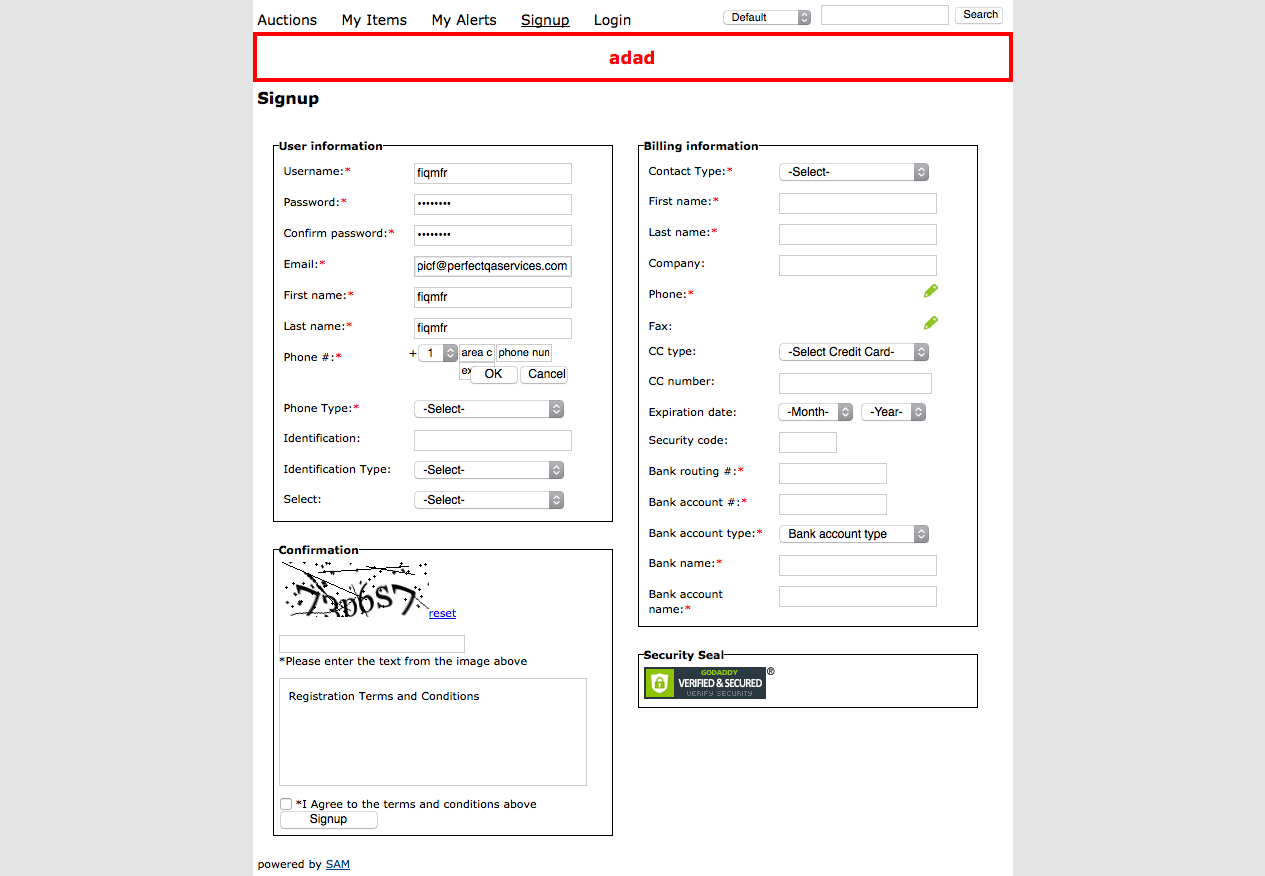 Auctions My Items My Alerts Signup Login Default Search
adad
Signup
User information
Username:* fiqmfr
Password:* ••••••••
Confirm password:* ••••••••
Email:* picf@perfectqaservices.com
First name:* fiqmfr
Last name:* fiqmfr
Phone #:* + 1 area c phone nun
ex OK Cancel
Phone Type:* -Select-
Identification:
Identification Type: -Select-
Select: -Select-
Confirmation
reset
*Please enter the text from the image above
Registration Terms and Conditions
*I Agree to the terms and conditions above
Signup
Billing information
Contact Type:* -Select-
First name:*
Last name:*
Company:
Phone:*
Fax:
CC type: -Select Credit Card-
CC number:
Expiration date: -Month- -Year-
Security code:
Bank routing #:*
Bank account #:*
Bank account type:* Bank account type
Bank name:*
Bank account
name:*
Security Seal
GODADDY
VERIFIED & SECURED
VERIFY SECURITY
®
powered by SAM